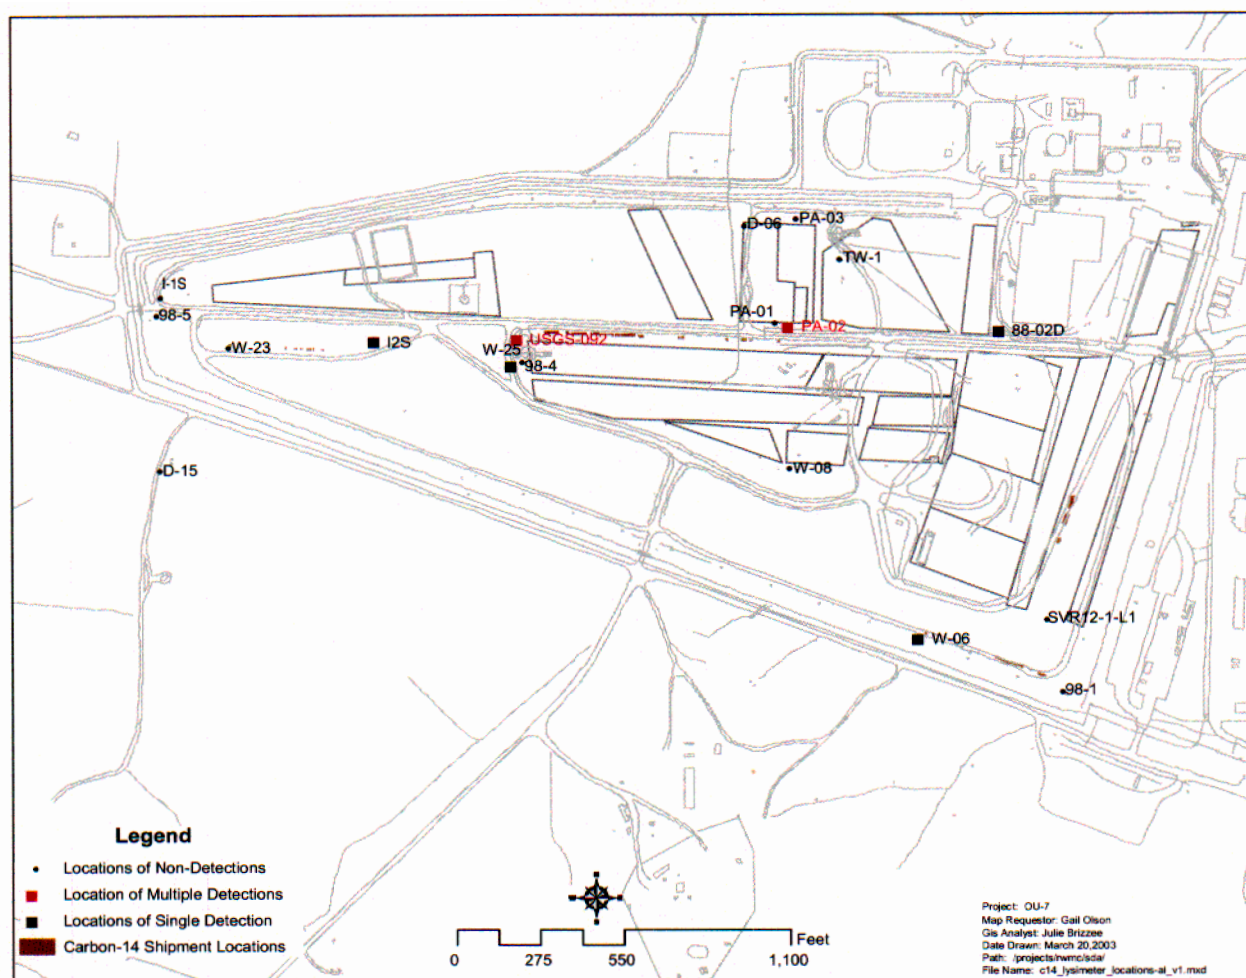 PA-03
D-06
TW-1
I-1S
98-5
PA-01
PA-02
88-02D
W-23
I2S
USGS-092
W-25
98-4
D-15
W-08
SVR12-1-L1
W-06
98-1
Legend
Locations of Non-Detections
Location of Multiple Detections
Locations of Single Detection
Carbon-14 Shipment Locations
Feet
0 275 550 1,100
Project: OU-7
Map Requestor: Gail Olson
Gis Analyst: Julie Brizzee
Date Drawn: March 20,2003
Path: /projects/rwmc/sda/
File Name: c14_lysimeter_locations-al_v1.mxd